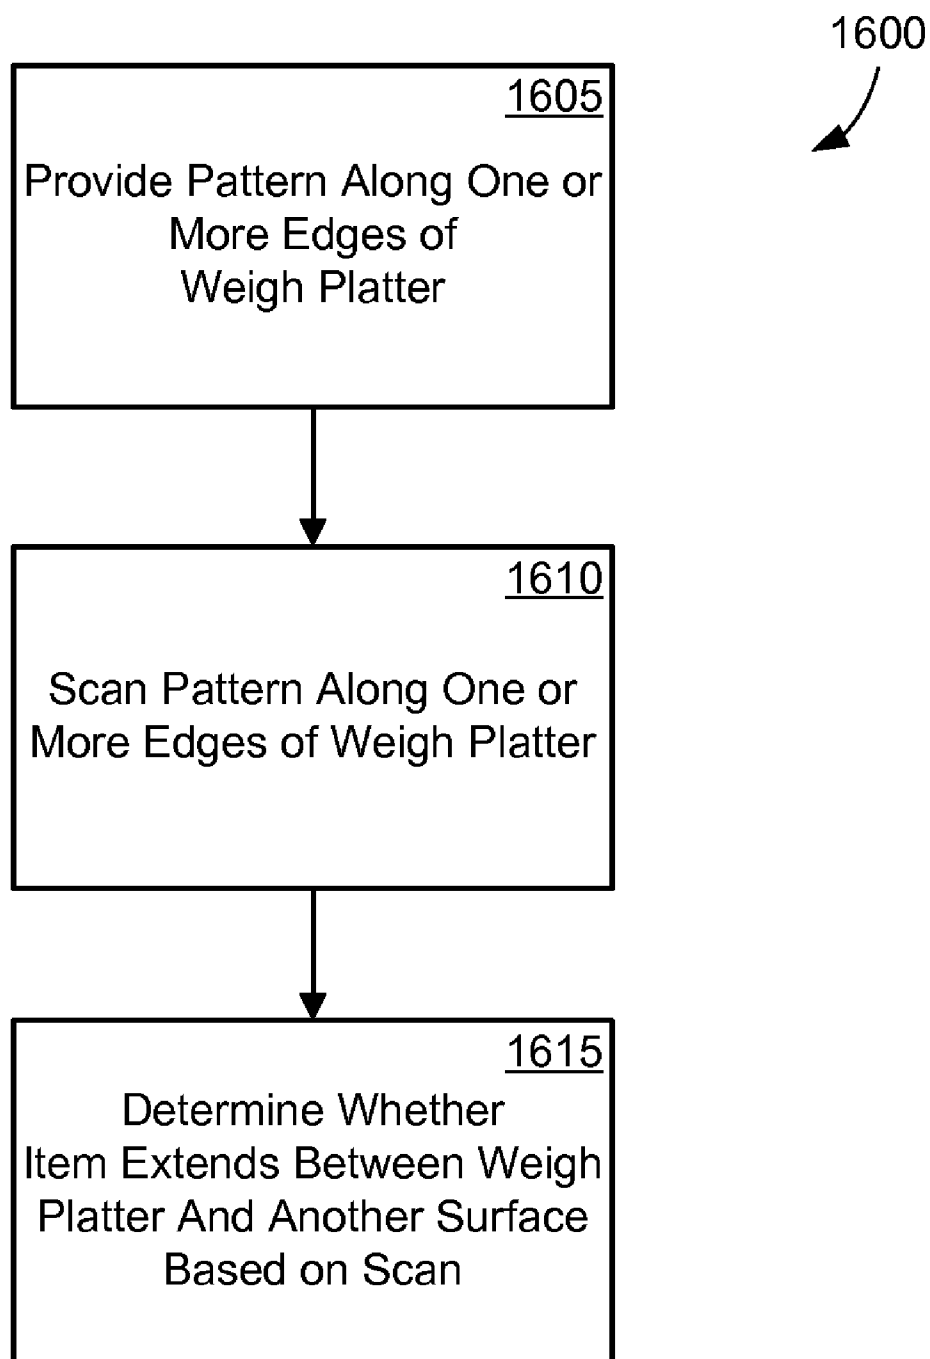 1600
1605
Provide Pattern Along One or
More Edges of
Weigh Platter
1610
Scan Pattern Along One or
More Edges of Weigh Platter
1615
Determine Whether
Item Extends Between Weigh
Platter And Another Surface
Based on Scan